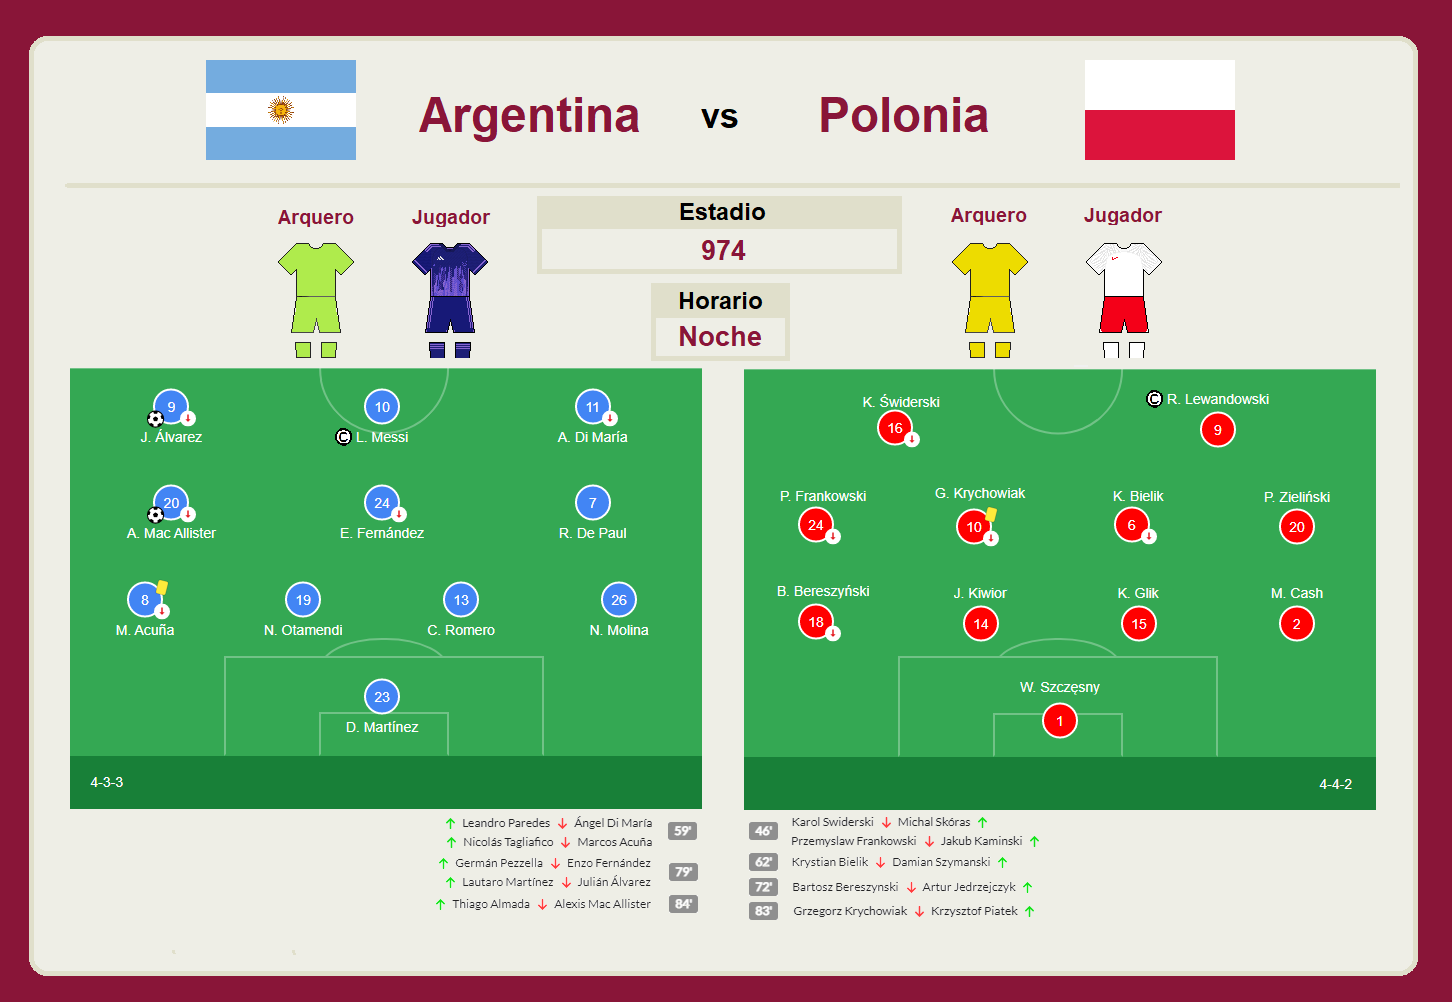 Argentina vs Polonia
Arquero Jugador
Estadio
974
Horario
Noche
Arquero Jugador
9 10 11
J. Álvarez © L. Messi A. Di María
20 24 7
A. Mac Allister E. Fernández R. De Paul
8 19 13 26
M. Acuña N. Otamendi C. Romero N. Molina
23
D. Martínez
4-3-3
K. Świderski © R. Lewandowski
16 9
P. Frankowski G. Krychowiak K. Bielik P. Zieliński
24 10 6 20
B. Bereszyński J. Kiwior K. Glik M. Cash
18 14 15 2
W. Szczęsny
1
4-4-2
↑ Leandro Paredes ↓ Ángel Di María 59'
↑ Nicolás Tagliafico ↓ Marcos Acuña
↑ Germán Pezzella ↓ Enzo Fernández 79'
↑ Lautaro Martínez ↓ Julián Álvarez
↑ Thiago Almada ↓ Alexis Mac Allister 84'
46' Karol Swiderski ↓ Michal Skóras ↑
Przemyslaw Frankowski ↓ Jakub Kaminski ↑
62' Krystian Bielik ↓ Damian Szymanski ↑
72' Bartosz Bereszynski ↓ Artur Jedrzejczyk ↑
83' Grzegorz Krychowiak ↓ Krzysztof Piatek ↑